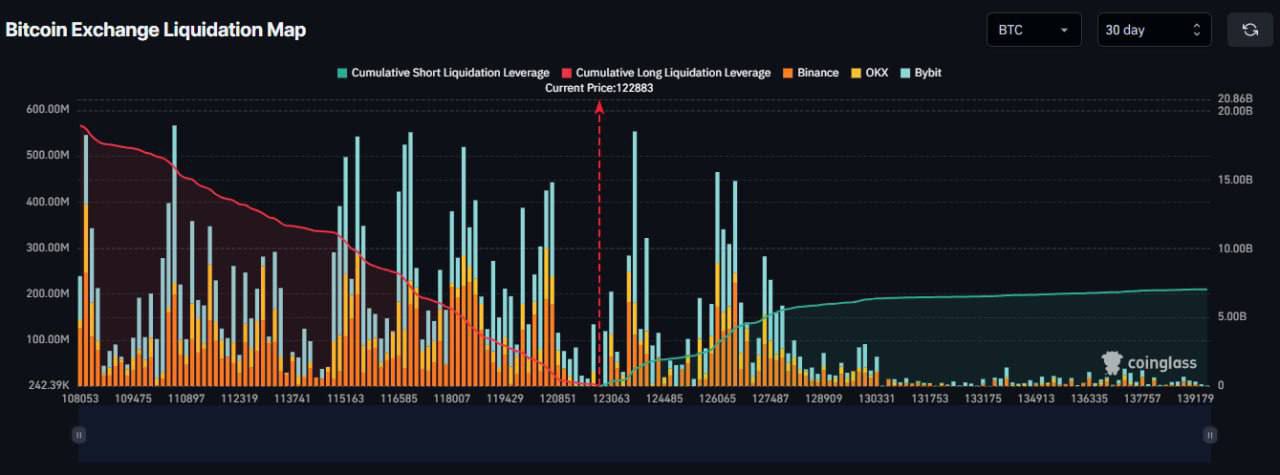 Bitcoin Exchange Liquidation Map
BTC
30 day
Cumulative Short Liquidation Leverage Cumulative Long Liquidation Leverage Binance OKX Bybit
Current Price:122883
600.00M
500.00M
400.00M
300.00M
200.00M
100.00M
242.39K
20.86B
20.00B
15.00B
10.00B
5.00B
0
coinglass
108053 109475 110897 112319 113741 115163 116585 118007 119429 120851 123063 124485 126065 127487 128909 130331 131753 133175 134913 136335 137757 139179